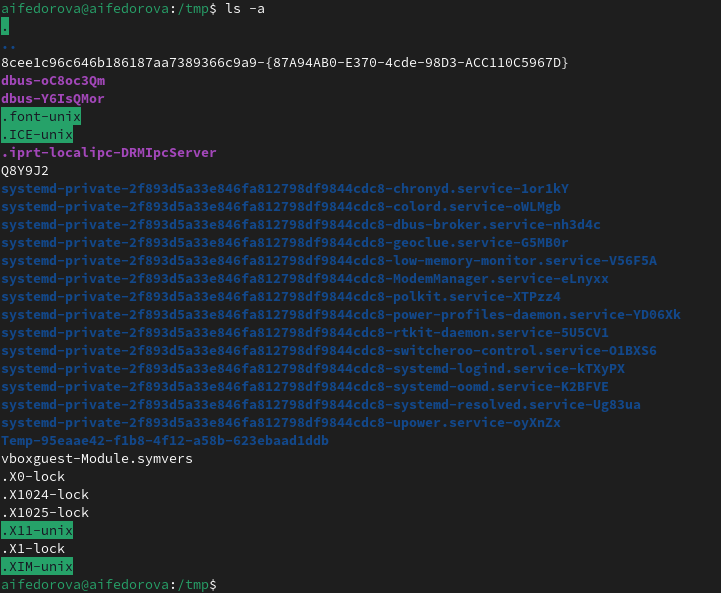 aifedorova@aifedorova:/tmp$ ls -a
.
..
8cee1c96c646b186187aa7389366c9a9-{87A94AB0-E370-4cde-98D3-ACC110C5967D}
dbus-oC8oc3Qm
dbus-Y6IsQMor
.font-unix
.ICE-unix
.iprt-localipc-DRMIpcServer
Q8Y9J2
systemd-private-2f893d5a33e846fa812798df9844cdc8-chronyd.service-1or1kY
systemd-private-2f893d5a33e846fa812798df9844cdc8-colord.service-oWLMgb
systemd-private-2f893d5a33e846fa812798df9844cdc8-dbus-broker.service-nh3d4c
systemd-private-2f893d5a33e846fa812798df9844cdc8-geoclue.service-G5MB0r
systemd-private-2f893d5a33e846fa812798df9844cdc8-low-memory-monitor.service-V56F5A
systemd-private-2f893d5a33e846fa812798df9844cdc8-ModemManager.service-eLnyxx
systemd-private-2f893d5a33e846fa812798df9844cdc8-polkit.service-XTPzz4
systemd-private-2f893d5a33e846fa812798df9844cdc8-power-profiles-daemon.service-YD06Xk
systemd-private-2f893d5a33e846fa812798df9844cdc8-rtkit-daemon.service-5U5CV1
systemd-private-2f893d5a33e846fa812798df9844cdc8-switcheroo-control.service-O1BXS6
systemd-private-2f893d5a33e846fa812798df9844cdc8-systemd-logind.service-kTXyPX
systemd-private-2f893d5a33e846fa812798df9844cdc8-systemd-oomd.service-K2BFVE
systemd-private-2f893d5a33e846fa812798df9844cdc8-systemd-resolved.service-Ug83ua
systemd-private-2f893d5a33e846fa812798df9844cdc8-upower.service-oyXnZx
Temp-95eaae42-f1b8-4f12-a58b-623ebaad1ddb
vboxguest-Module.symvers
.X0-lock
.X1024-lock
.X1025-lock
.X11-unix
.X1-lock
.XIM-unix
aifedorova@aifedorova:/tmp$